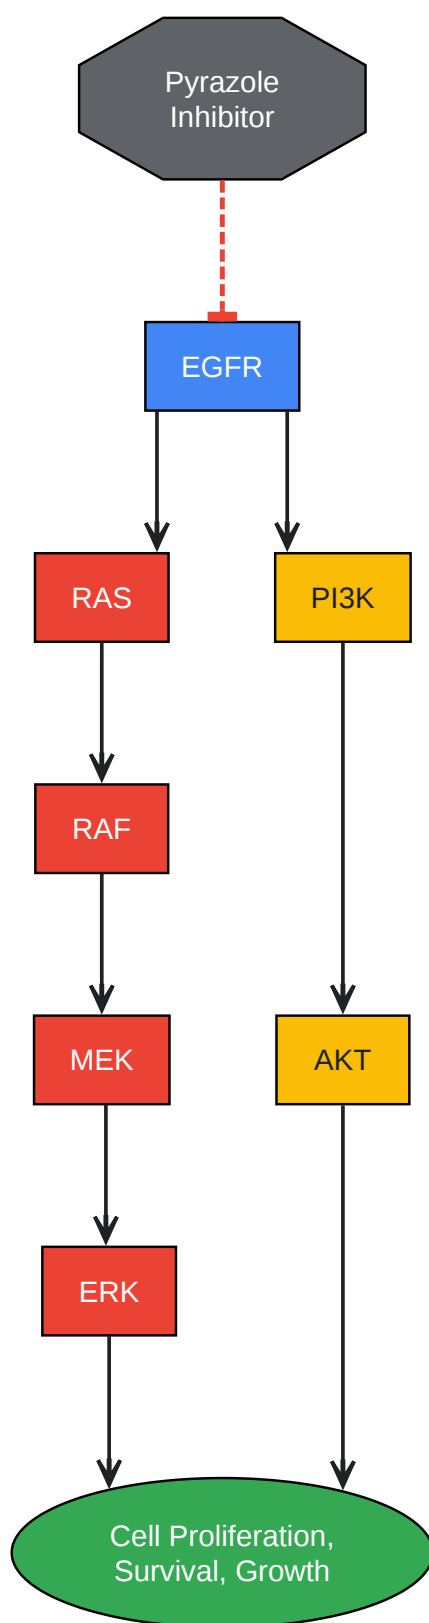 Pyrazole
Inhibitor
EGFR
RAS
PI3K
RAF
MEK
AKT
ERK
Cell Proliferation,
Survival, Growth